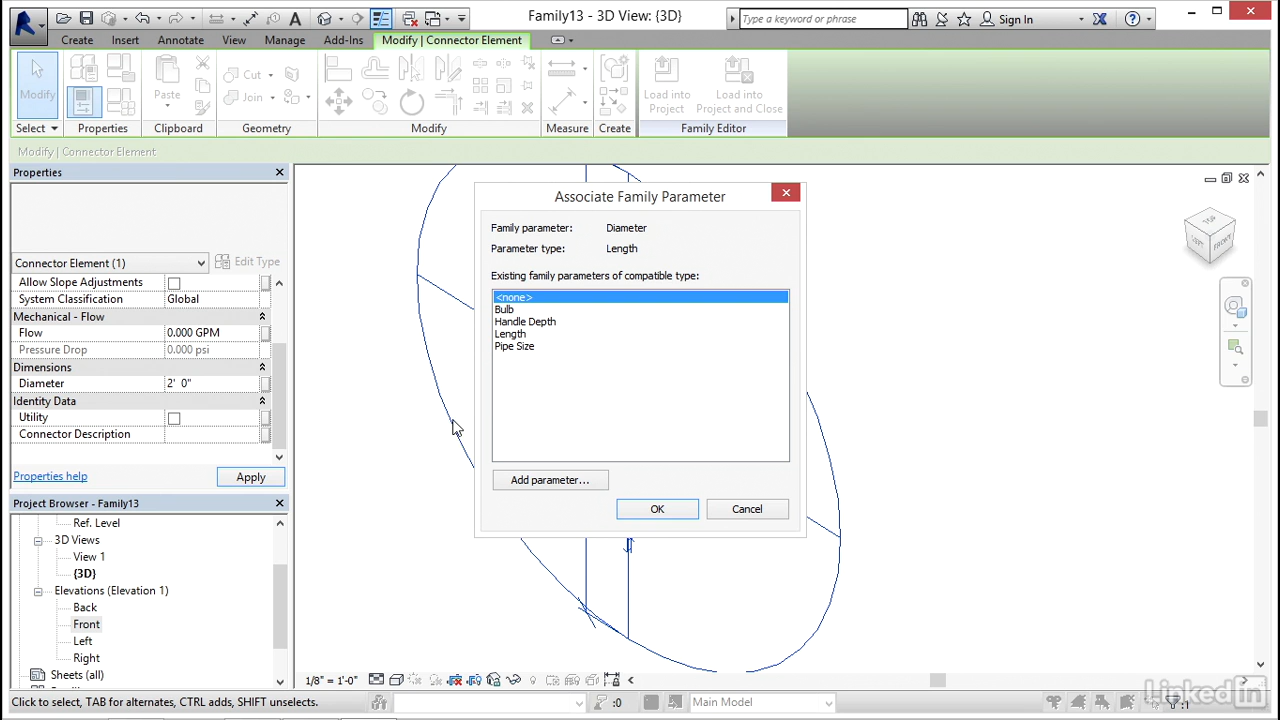 Family13 - 3D View: {3D}
Type a keyword or phrase
Sign In
Create
Insert
Annotate
View
Manage
Add-Ins
Modify | Connector Element
Modify
Paste
Cut
Join
Load into
Project
Load into
Project and Close
Select
Properties
Clipboard
Geometry
Modify
Measure
Create
Family Editor
Modify | Connector Element
Properties
Connector Element (1)
Edit Type
Allow Slope Adjustments
System Classification Global
Mechanical - Flow
Flow 0.000 GPM
Pressure Drop 0.000 psi
Dimensions
Diameter 2' 0"
Identity Data
Utility
Connector Description
Properties help
Apply
Project Browser - Family13
Ref. Level
3D Views
View 1
{3D}
Elevations (Elevation 1)
Back
Front
Left
Right
Sheets (all)
Associate Family Parameter
Family parameter: Diameter
Parameter type: Length
Existing family parameters of compatible type:
<none>
Bulb
Handle Depth
Length
Pipe Size
Add parameter...
OK
Cancel
TOP
LEFT
FRONT
1/8" = 1'-0"
Click to select, TAB for alternates, CTRL adds, SHIFT unselects.
:0
Main Model
:1
LinkedIn